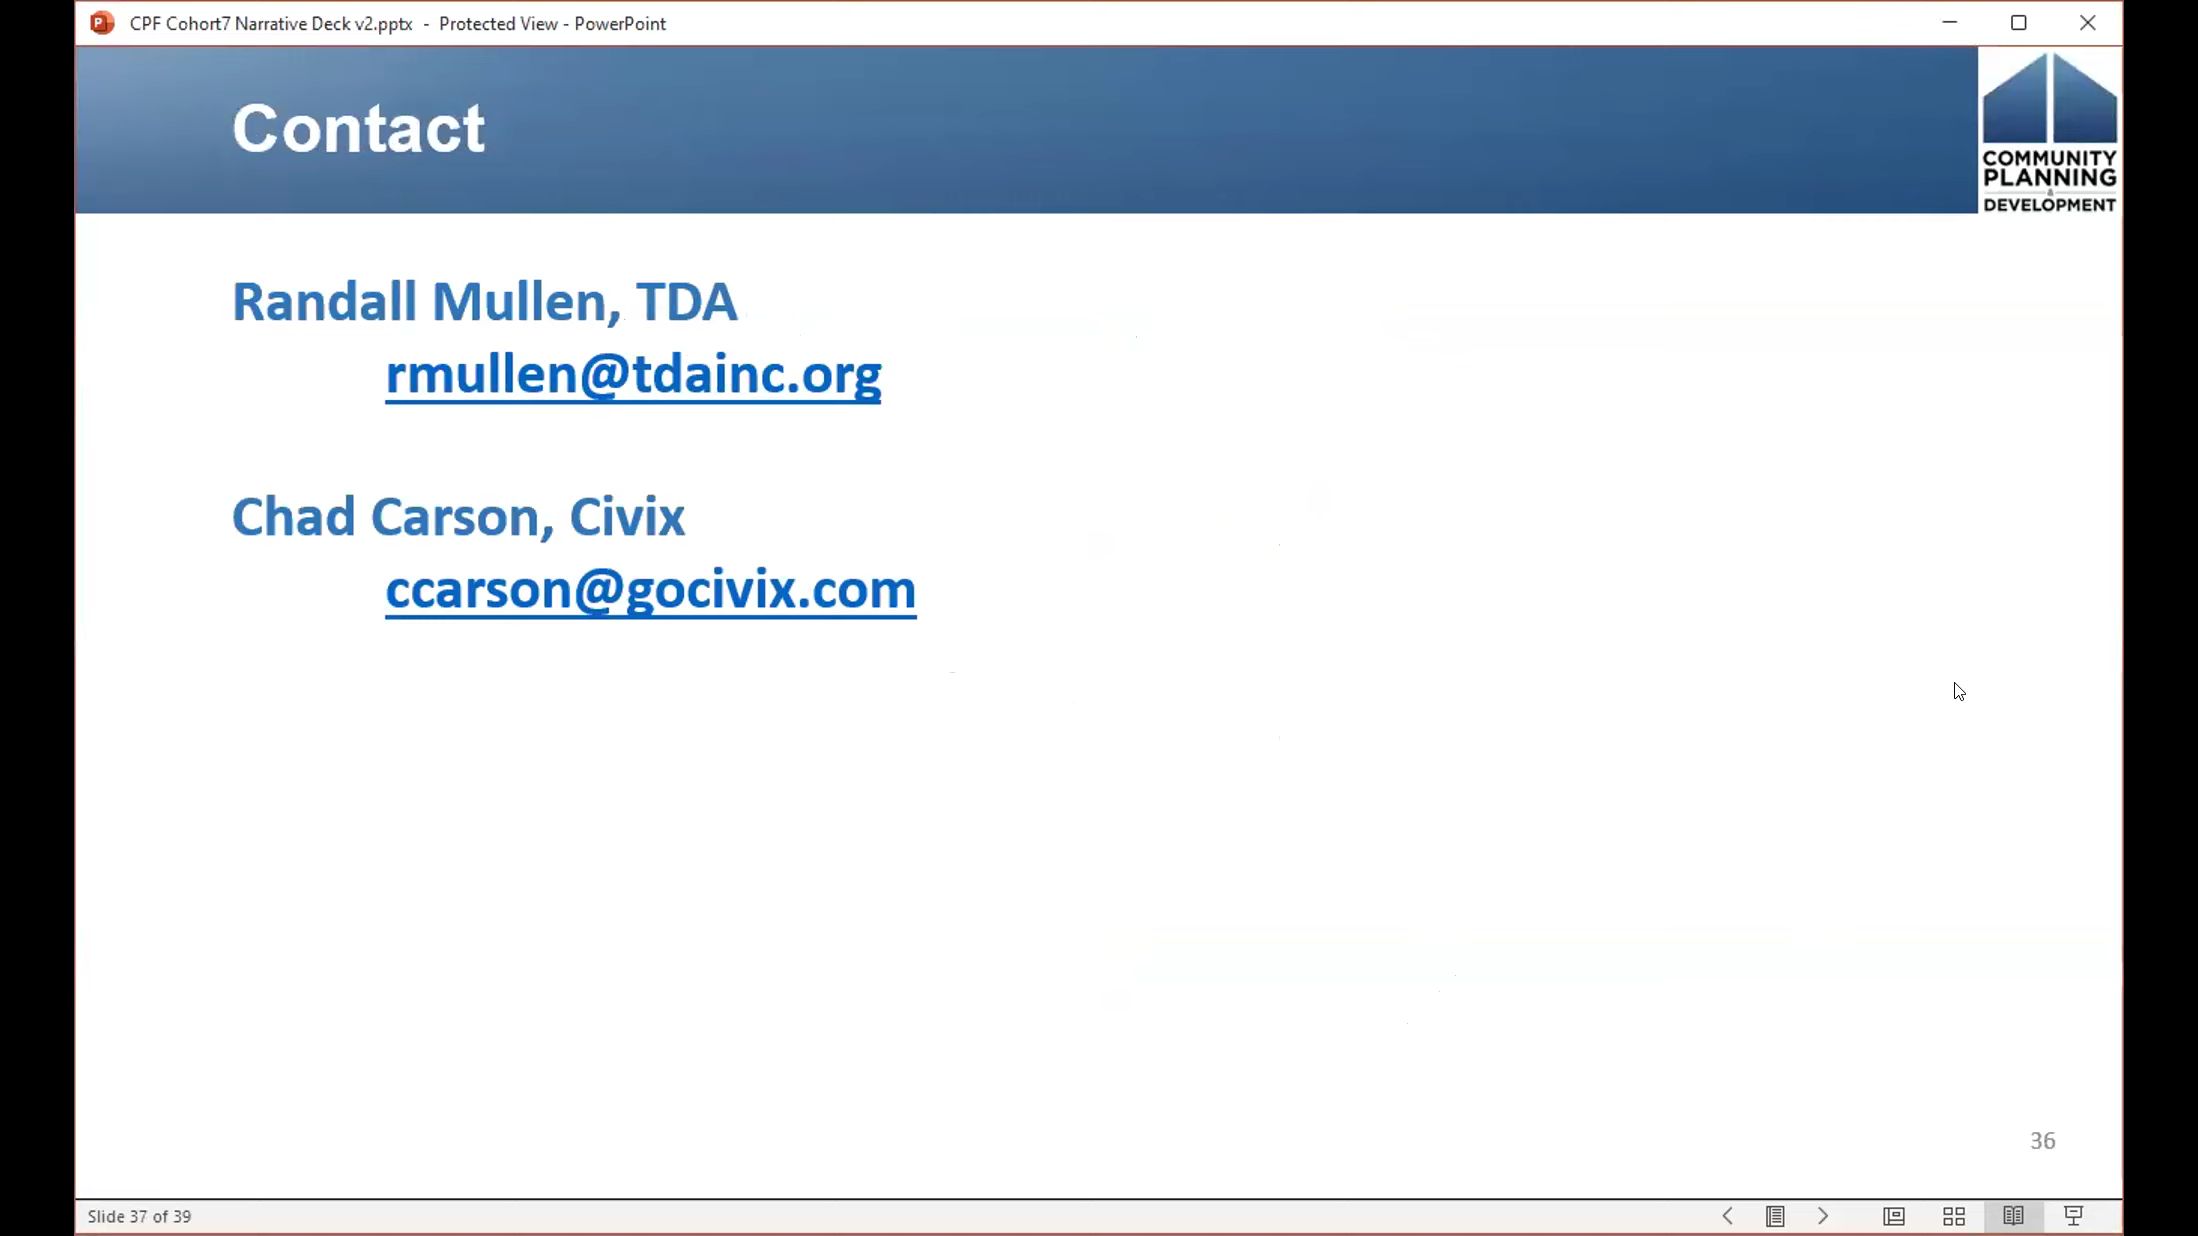 CPF Cohort7 Narrative Deck v2.pptx - Protected View - PowerPoint
Contact
COMMUNITY
PLANNING
&
DEVELOPMENT
Randall Mullen, TDA
rmullen@tdainc.org
Chad Carson, Civix
ccarson@gocivix.com
36
Slide 37 of 39